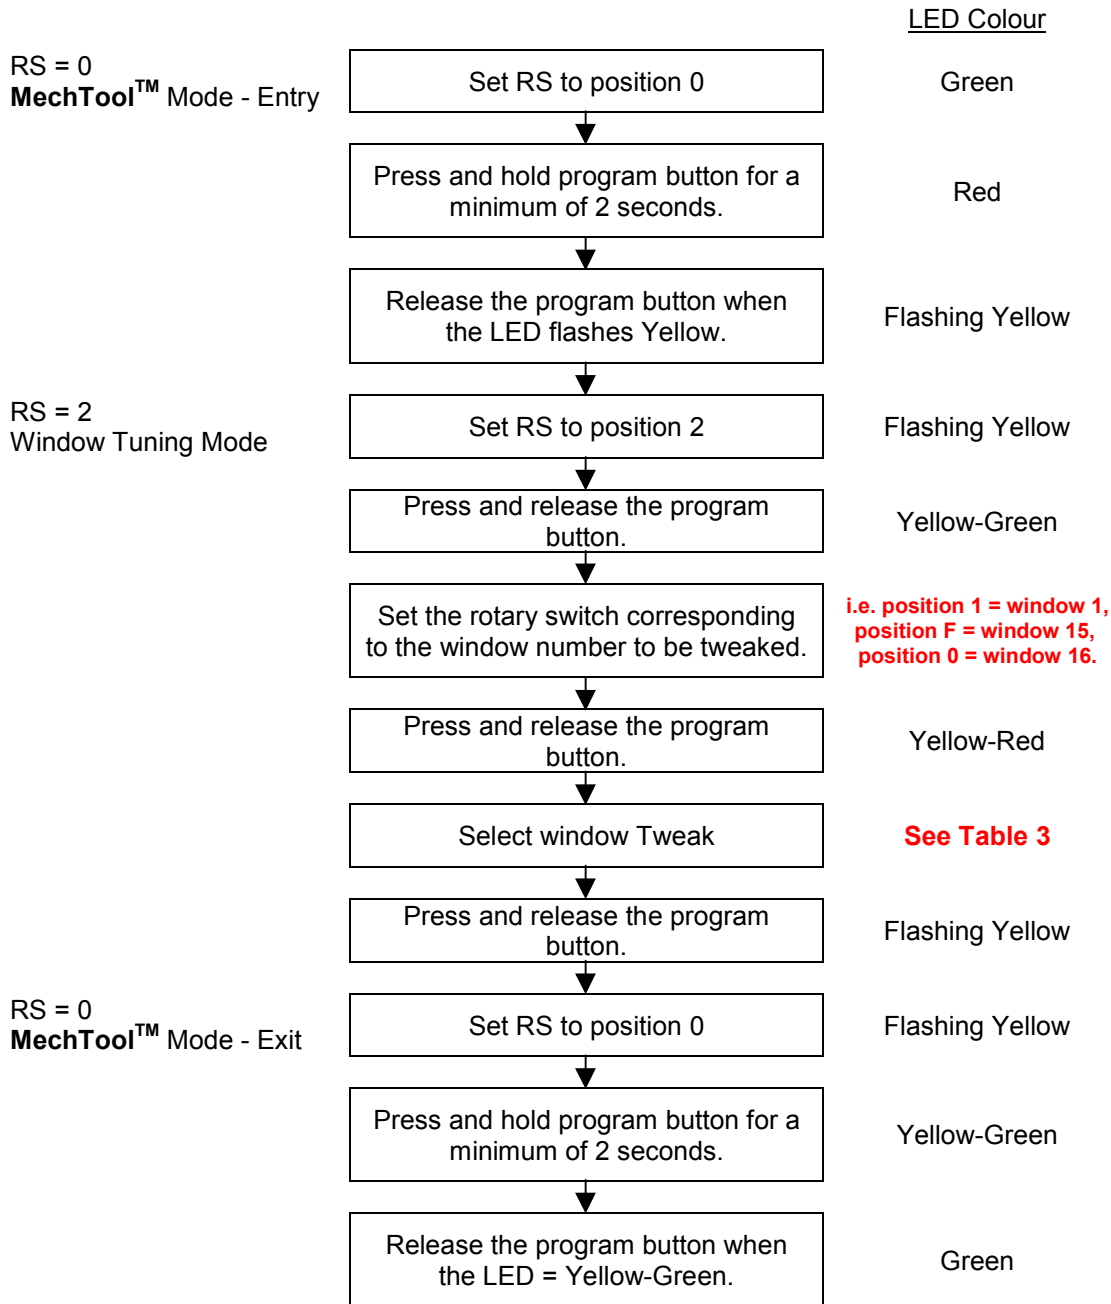 LED Colour
RS = 0
MechTool™ Mode - Entry
Set RS to position 0
Green
Press and hold program button for a
minimum of 2 seconds.
Red
Release the program button when
the LED flashes Yellow.
Flashing Yellow
RS = 2
Window Tuning Mode
Set RS to position 2
Flashing Yellow
Press and release the program
button.
Yellow-Green
Set the rotary switch corresponding
to the window number to be tweaked.
i.e. position 1 = window 1,
position F = window 15,
position 0 = window 16.
Press and release the program
button.
Yellow-Red
Select window Tweak
See Table 3
Press and release the program
button.
Flashing Yellow
RS = 0
MechTool™ Mode - Exit
Set RS to position 0
Flashing Yellow
Press and hold program button for a
minimum of 2 seconds.
Yellow-Green
Release the program button when
the LED = Yellow-Green.
Green